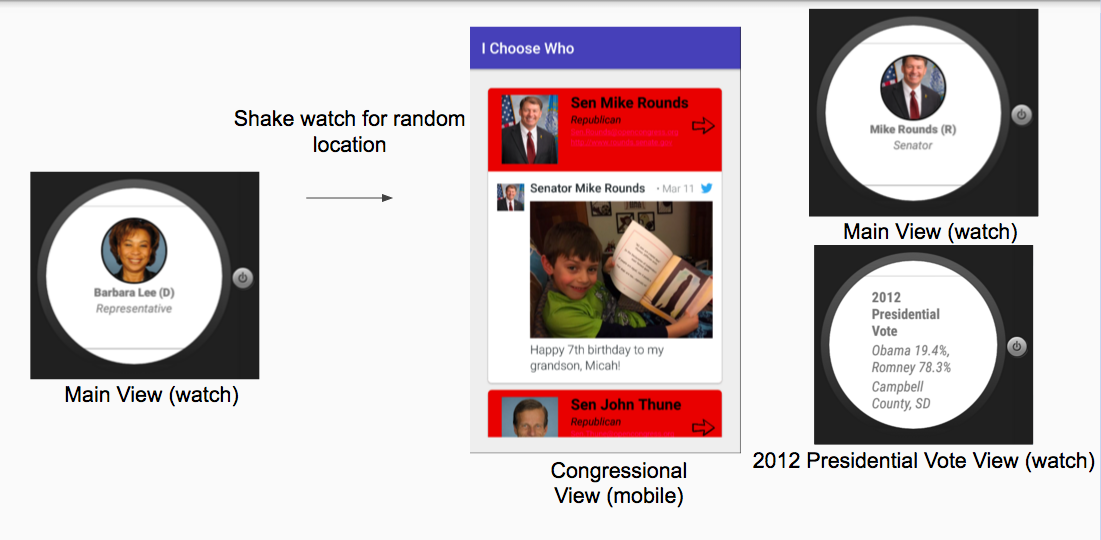 Shake watch for random
location
Barbara Lee (D)
Representative
Main View (watch)
I Choose Who
Sen Mike Rounds
Republican
Senator Mike Rounds
• Mar 11
Happy 7th birthday to my
grandson, Micah!
Sen John Thune
Republican
Congressional
View (mobile)
Mike Rounds (R)
Senator
Main View (watch)
2012
Presidential
Vote
Obama 19.4%,
Romney 78.3%
Campbell
County, SD
2012 Presidential Vote View (watch)